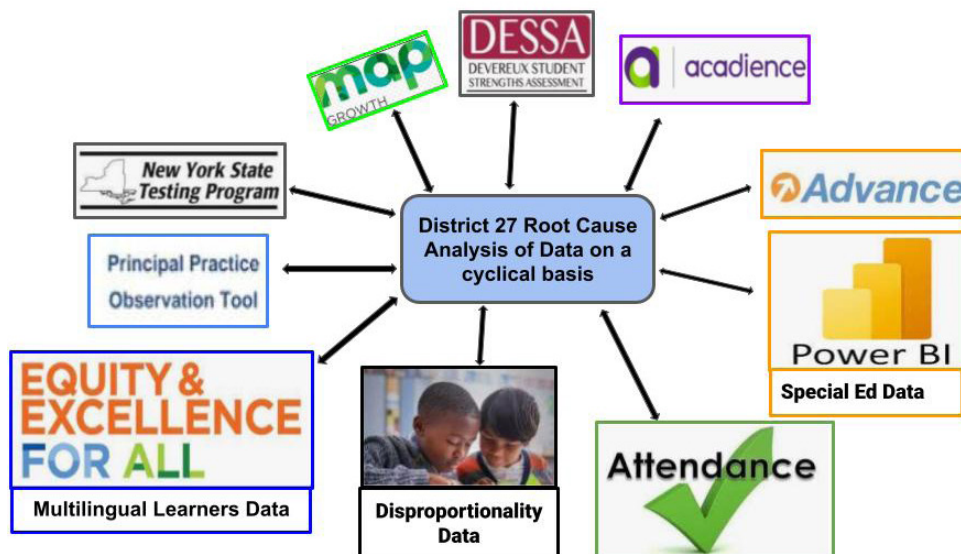 map
GROWTH
DESSA
DEVEREUX STUDENT
STRENGTHS ASSESSMENT
acadience
New York State
Testing Program
District 27 Root Cause
Analysis of Data on a
cyclical basis
Advance
Principal Practice
Observation Tool
Power BI
Special Ed Data
EQUITY &
EXCELLENCE
FOR ALL
Multilingual Learners Data
Disproportionality
Data
Attendance